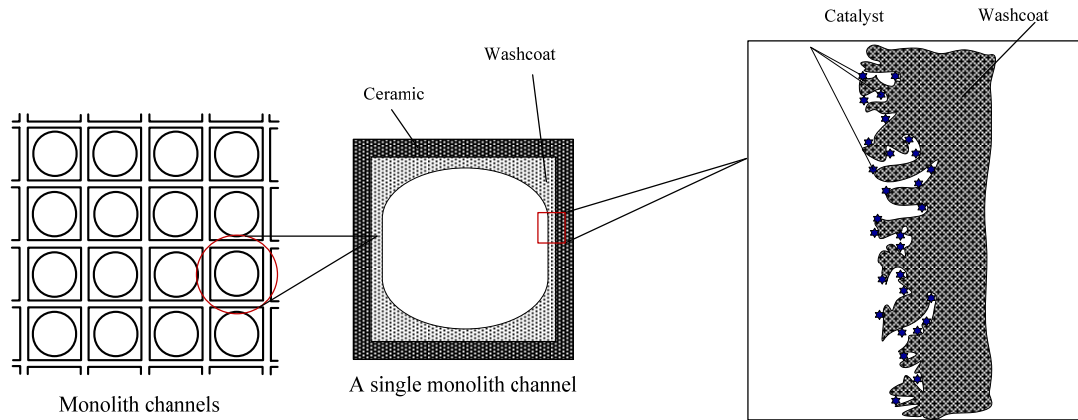 Catalyst
Washcoat
Washcoat
Ceramic
Monolith channels
A single monolith channel